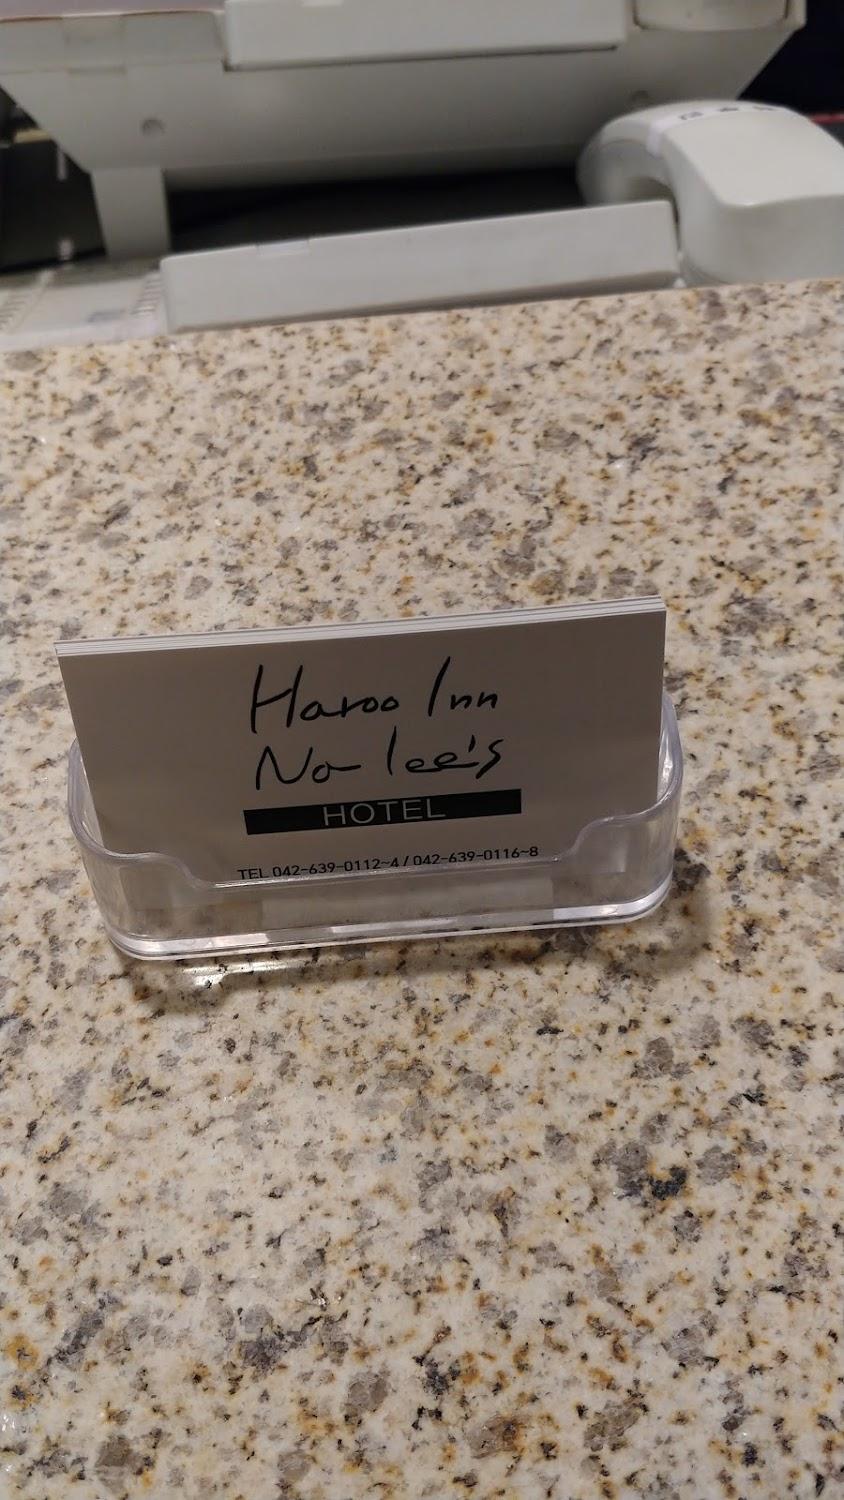 Haroo Inn
No lee's
HOTEL
TEL 042-639-0112~4 / 042-639-0116~8